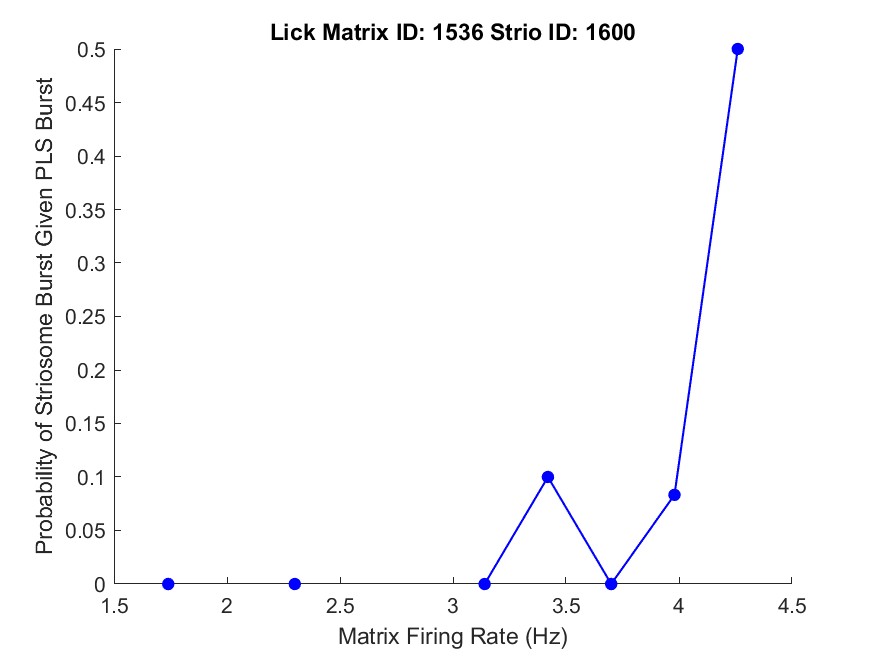 Lick Matrix ID: 1536 Strio ID: 1600
Probability of Striosome Burst Given PLS Burst
0.5
0.45
0.4
0.35
0.3
0.25
0.2
0.15
0.1
0.05
0
1.5 2 2.5 3 3.5 4 4.5
Matrix Firing Rate (Hz)